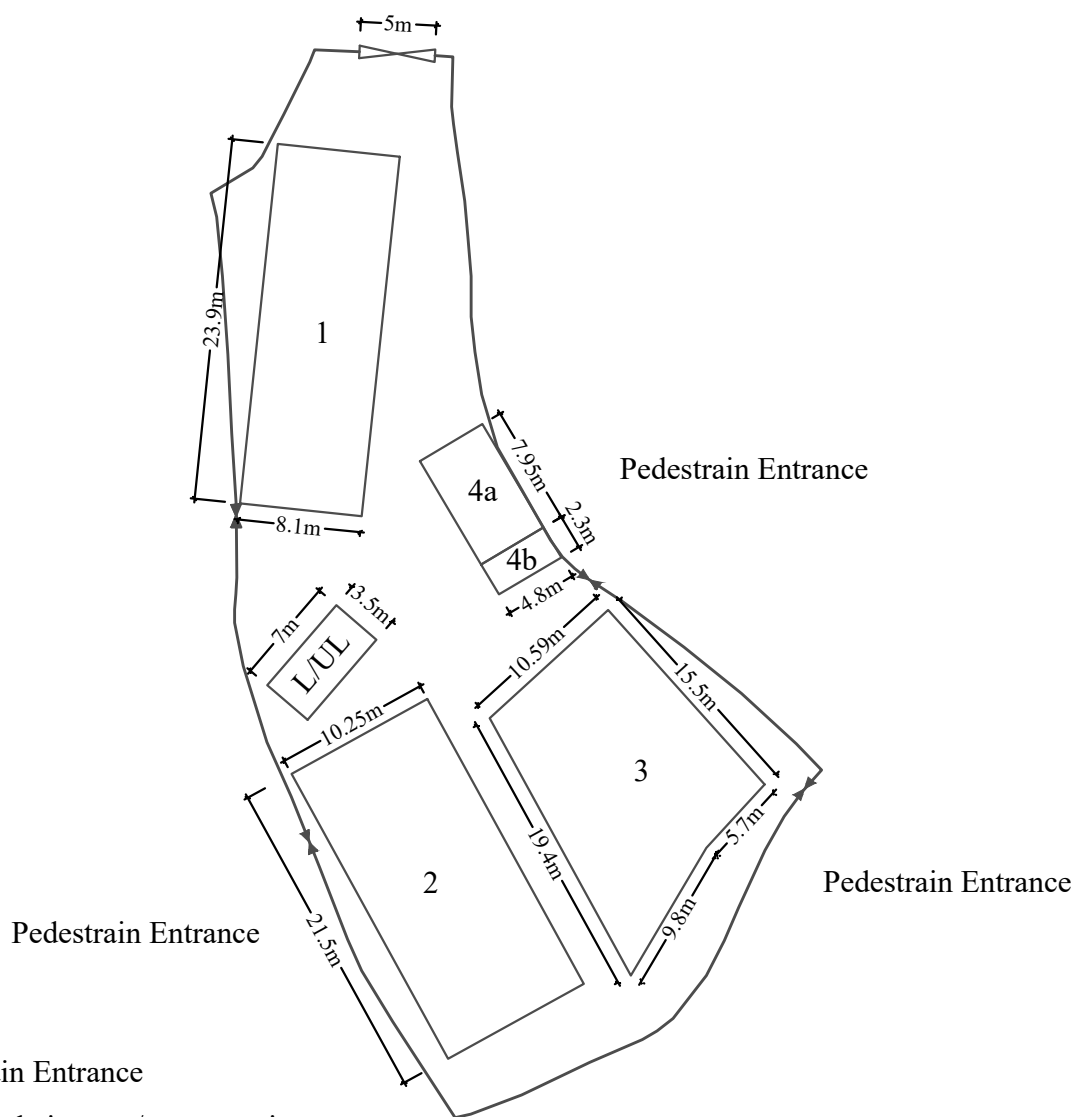 5m
23.9m
1
8.1m
7.95m
Pedestrain Entrance
4a
2.3m
4b
4.8m
3.5m
7m
L/UL
10.59m
15.5m
10.25m
3
5.7m
19.4m
2
Pedestrain Entrance
9.8m
Pedestrain Entrance
21.5m
Entrance